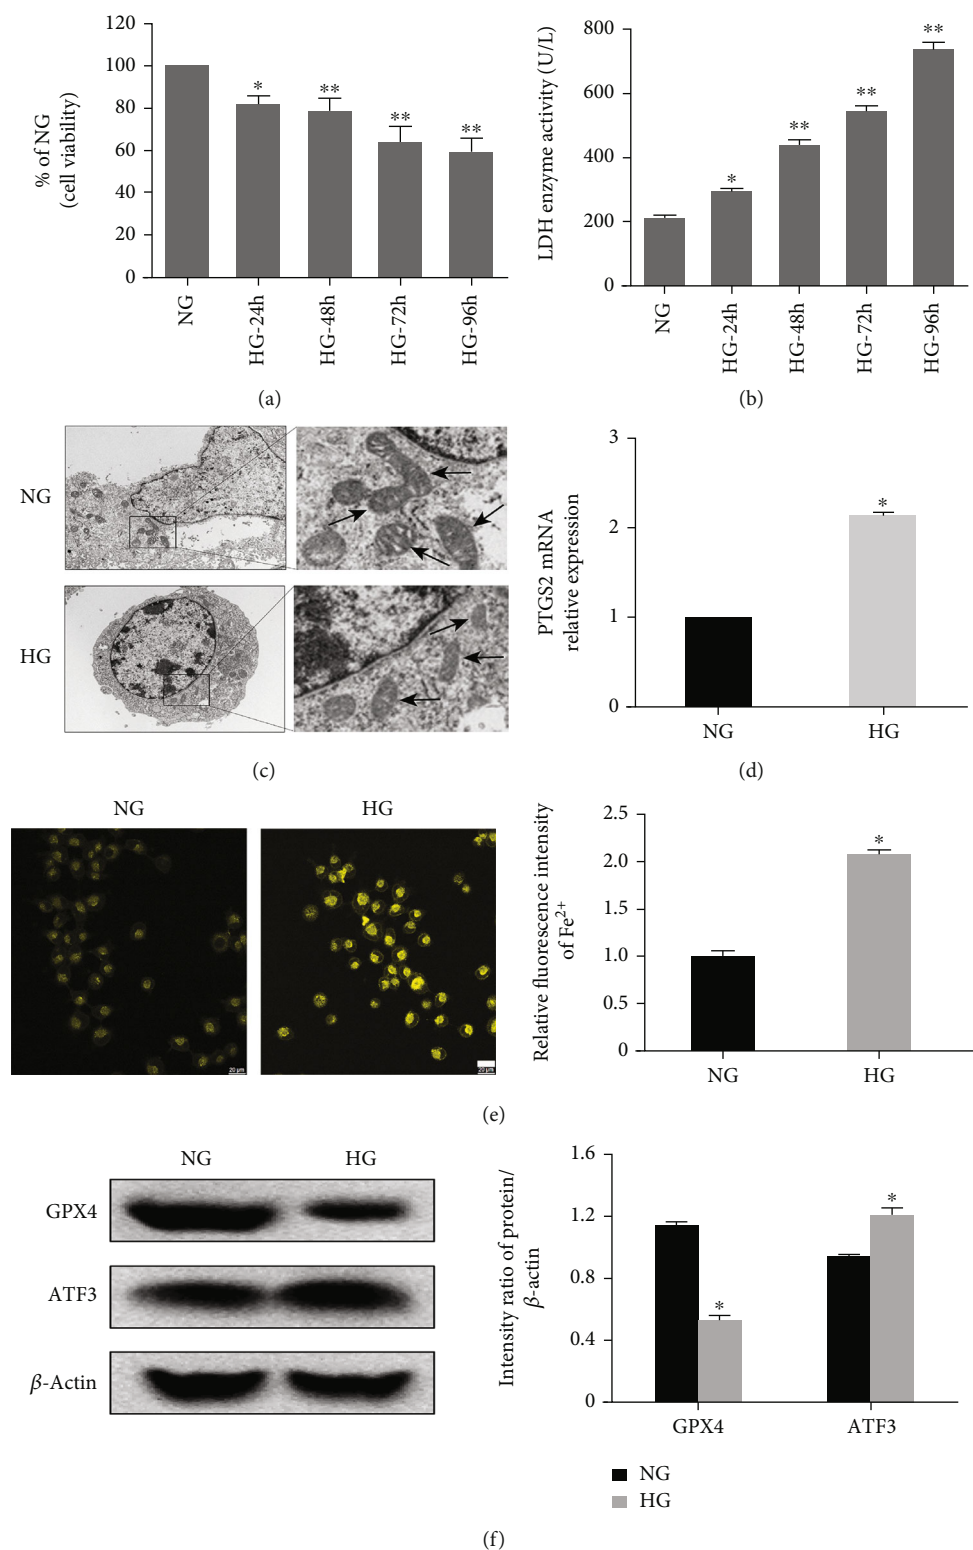 120
100
80
60
40
20
0
% of NG
(cell viability)
*
**
**
**
NG
HG-24h
HG-48h
HG-72h
HG-96h
(a)
800
600
400
200
0
LDH enzyme activity (U/L)
*
**
**
**
NG
HG-24h
HG-48h
HG-72h
HG-96h
(b)
NG
HG
(c)
3
2
1
0
PTGS2 mRNA
relative expression
*
NG
HG
(d)
NG
HG
20 μm
20 μm
2.5
2.0
1.5
1.0
0.5
0
Relative fluorescence intensity
of Fe²⁺
*
NG
HG
(e)
NG
HG
GPX4
ATF3
β-Actin
1.6
1.2
0.8
0.4
0
Intensity ratio of protein/
β-actin
*
*
GPX4
ATF3
NG
HG
(f)